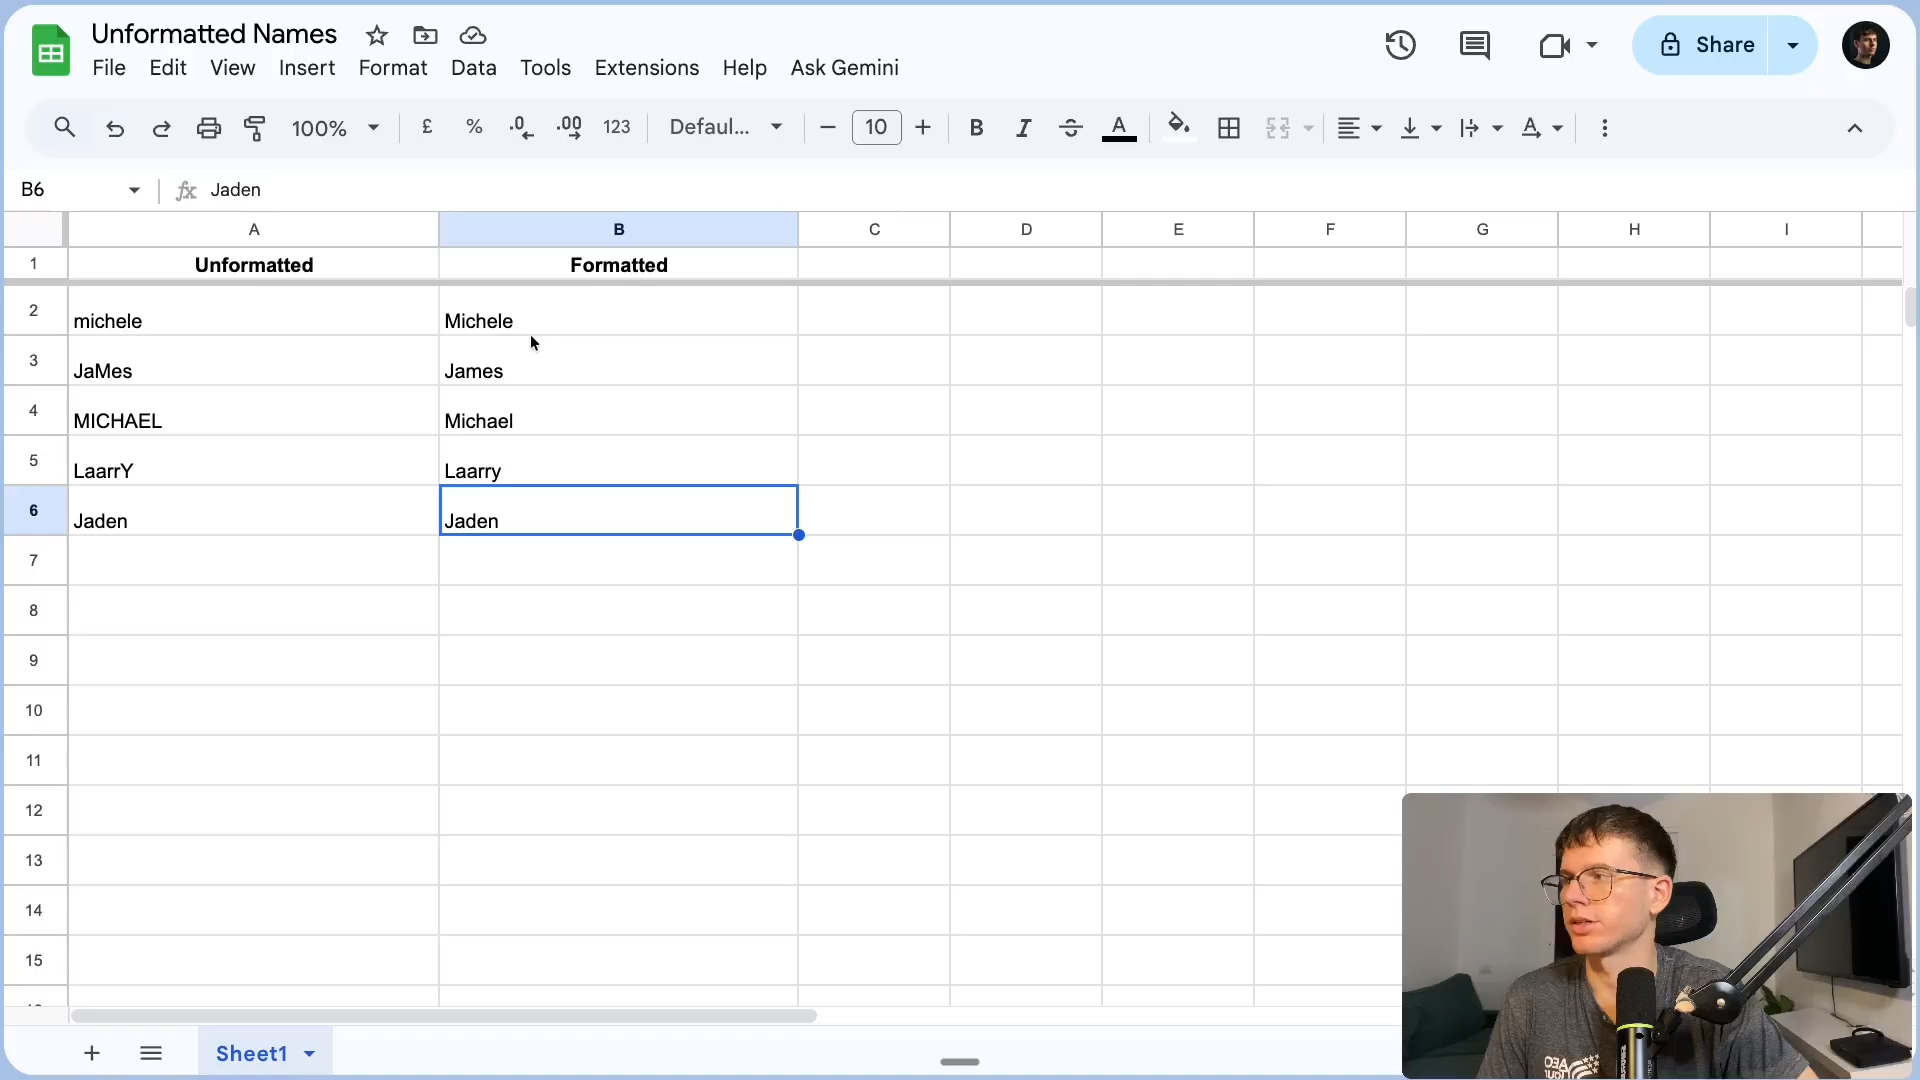 Unformatted Names
File Edit View Insert Format Data Tools Extensions Help Ask Gemini
Share
100% £ % .0 .00 123 Defaul... 10 B I A A
B6 fx Jaden
A B C D E F G H I
1 Unformatted Formatted
2 michele Michele
3 JaMes James
4 MICHAEL Michael
5 LaarrY Laarry
6 Jaden Jaden
7
8
9
10
11
12
13
14
15
Sheet1